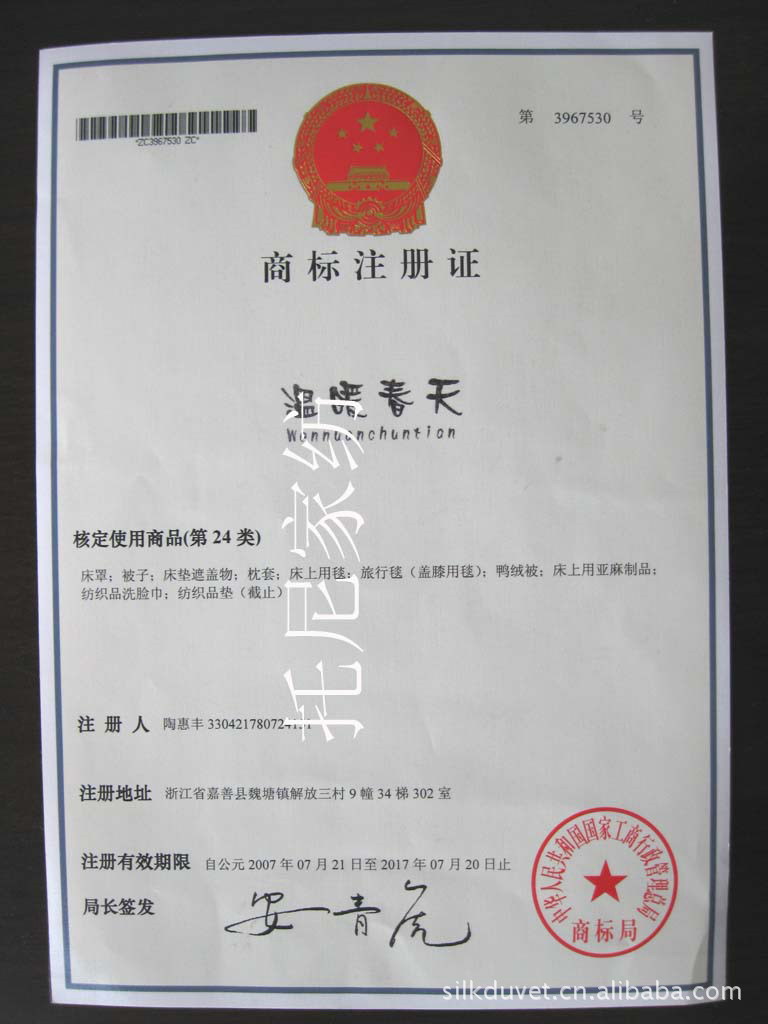 *ZC3967530 ZC*
第 3967530 号
商标注册证
温暖春天
Wennuanchuntian
核定使用商品(第 24 类)
床罩；被子；床垫遮盖物；枕套；床上用毯；旅行毯（盖膝用毯）；鸭绒被；床上用亚麻制品；
纺织品洗脸巾；纺织品垫（截止）
托尼家纺
注 册 人 陶惠丰
注册地址 浙江省嘉善县魏塘镇解放三村 9 幢 34 梯 302 室
注册有效期限 自公元 2007 年 07 月 21 日至 2017 年 07 月 20 日止
局长签发 安青虎
中华人民共和国国家工商行政管理总局
商标局
silkduvet.cn.alibaba.com